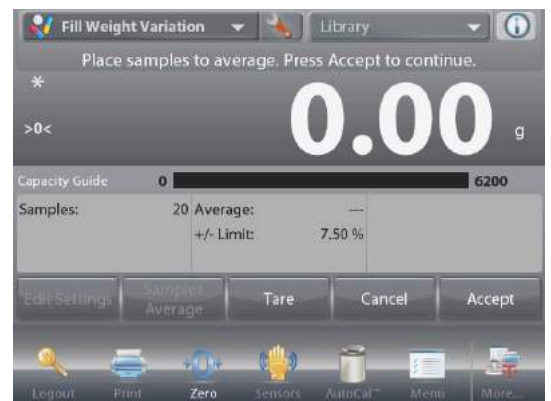 Fill Weight Variation
Library
Place samples to average. Press Accept to continue.
*
>0<
0.00 g
Capacity Guide 0 6200
Samples: 20 Average: ---
+/- Limit: 7.50 %
Edit Settings Samples Average Tare Cancel Accept
Logout Print Zero Sensors AutoCal™ Menu More...